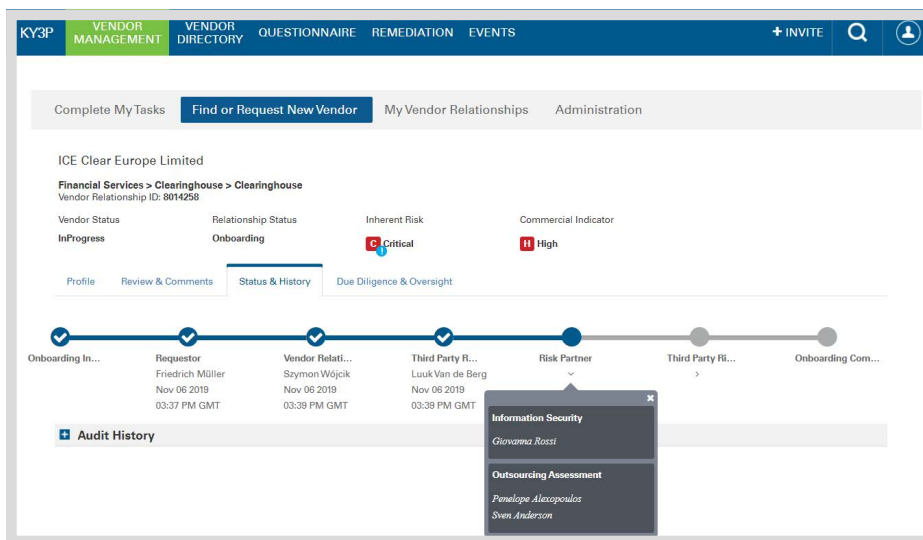 KY3P
VENDOR MANAGEMENT
VENDOR DIRECTORY
QUESTIONNAIRE
REMEDIATION
EVENTS
+ INVITE
Complete My Tasks
Find or Request New Vendor
My Vendor Relationships
Administration
ICE Clear Europe Limited
Financial Services > Clearinghouse > Clearinghouse
Vendor Relationship ID: 8014258
Vendor Status
Relationship Status
Inherent Risk
Commercial Indicator
InProgress
Onboarding
C Critical
!
H High
Profile
Review & Comments
Status & History
Due Diligence & Oversight
Onboarding In...
Requestor
Friedrich Müller
Nov 06 2019
03:37 PM GMT
Vendor Relati...
Szymon Wójcik
Nov 06 2019
03:39 PM GMT
Third Party R...
Luuk Van de Berg
Nov 06 2019
03:39 PM GMT
Risk Partner
Third Party Ri...
Onboarding Com...
Information Security
Giovanna Rossi
Outsourcing Assessment
Penelope Alexopoulos
Sven Anderson
Audit History